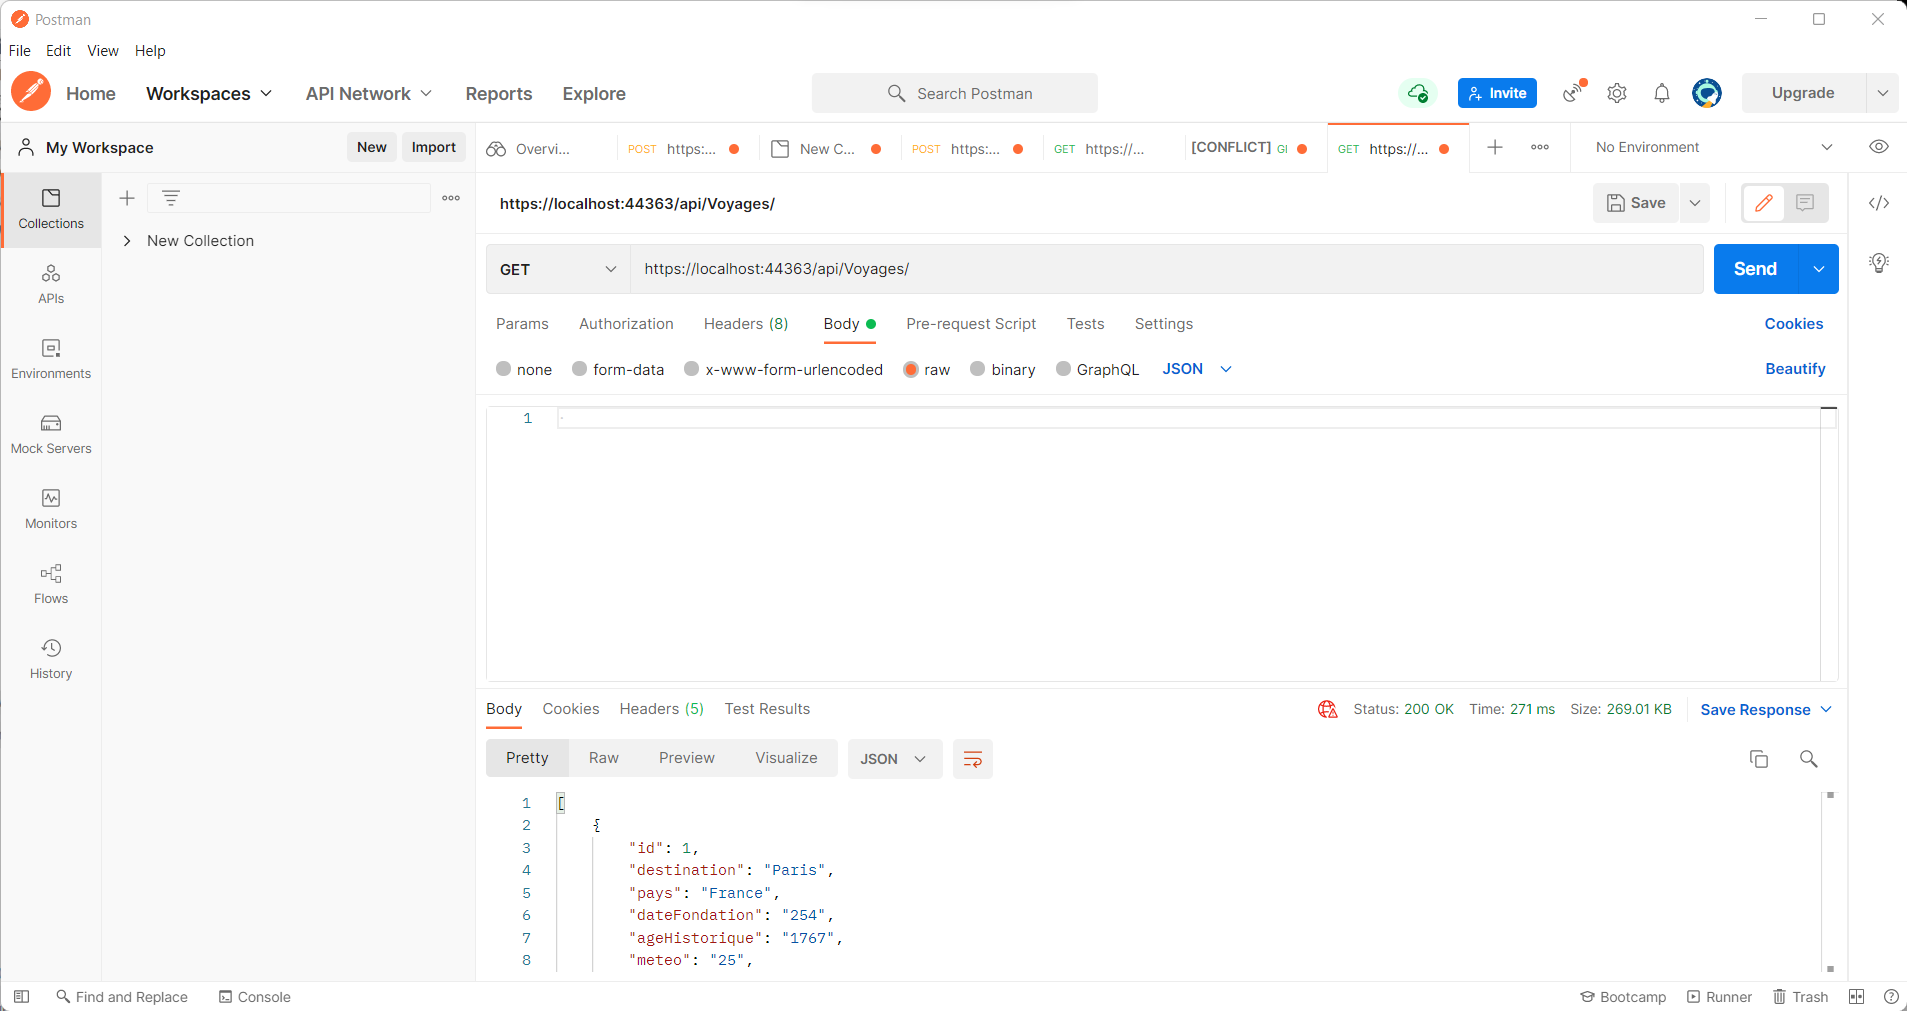 Postman
File Edit View Help
Home Workspaces API Network Reports Explore Search Postman Invite Upgrade
My Workspace New Import
Overvi... POST https:... New C... POST https:... GET https://... [CONFLICT] GI GET https://... No Environment
Collections
New Collection
APIs
Environments
Mock Servers
Monitors
Flows
History
https://localhost:44363/api/Voyages/ Save
GET https://localhost:44363/api/Voyages/ Send
Params Authorization Headers (8) Body Pre-request Script Tests Settings Cookies
none form-data x-www-form-urlencoded raw binary GraphQL JSON Beautify
1
Body Cookies Headers (5) Test Results Status: 200 OK Time: 271 ms Size: 269.01 KB Save Response
Pretty Raw Preview Visualize JSON
1 [
2 {
3 "id": 1,
4 "destination": "Paris",
5 "pays": "France",
6 "dateFondation": "254",
7 "ageHistorique": "1767",
8 "meteo": "25",
Find and Replace Console Bootcamp Runner Trash